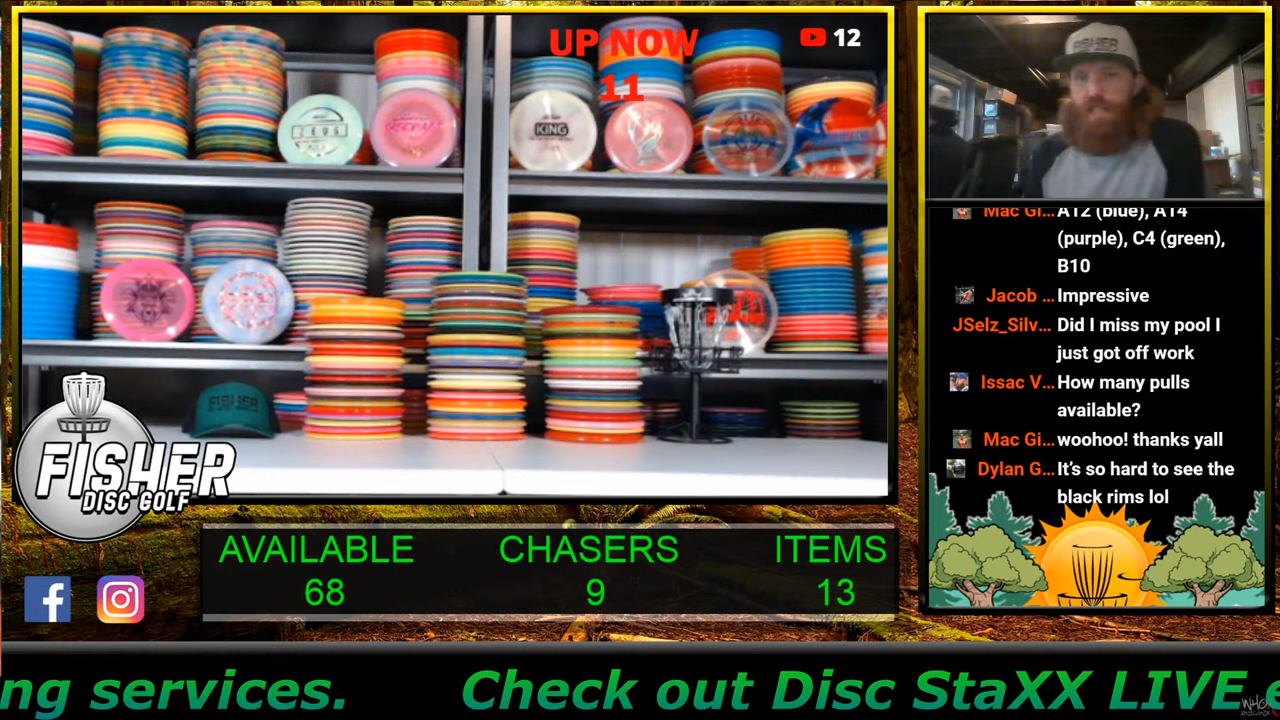 UP NOW
11
12
ZEUS
KING
FISHER
FISHER
Mac Gi... A12 (blue), A14
(purple), C4 (green),
B10
Jacob ... Impressive
JSelz_Silv... Did I miss my pool I
just got off work
Issac V... How many pulls
available?
Mac Gi... woohoo! thanks yall
Dylan G... It's so hard to see the
black rims lol
FISHER
DISC GOLF
AVAILABLE CHASERS ITEMS
68 9 13
ng services. Check out Disc StaXX LIVE e